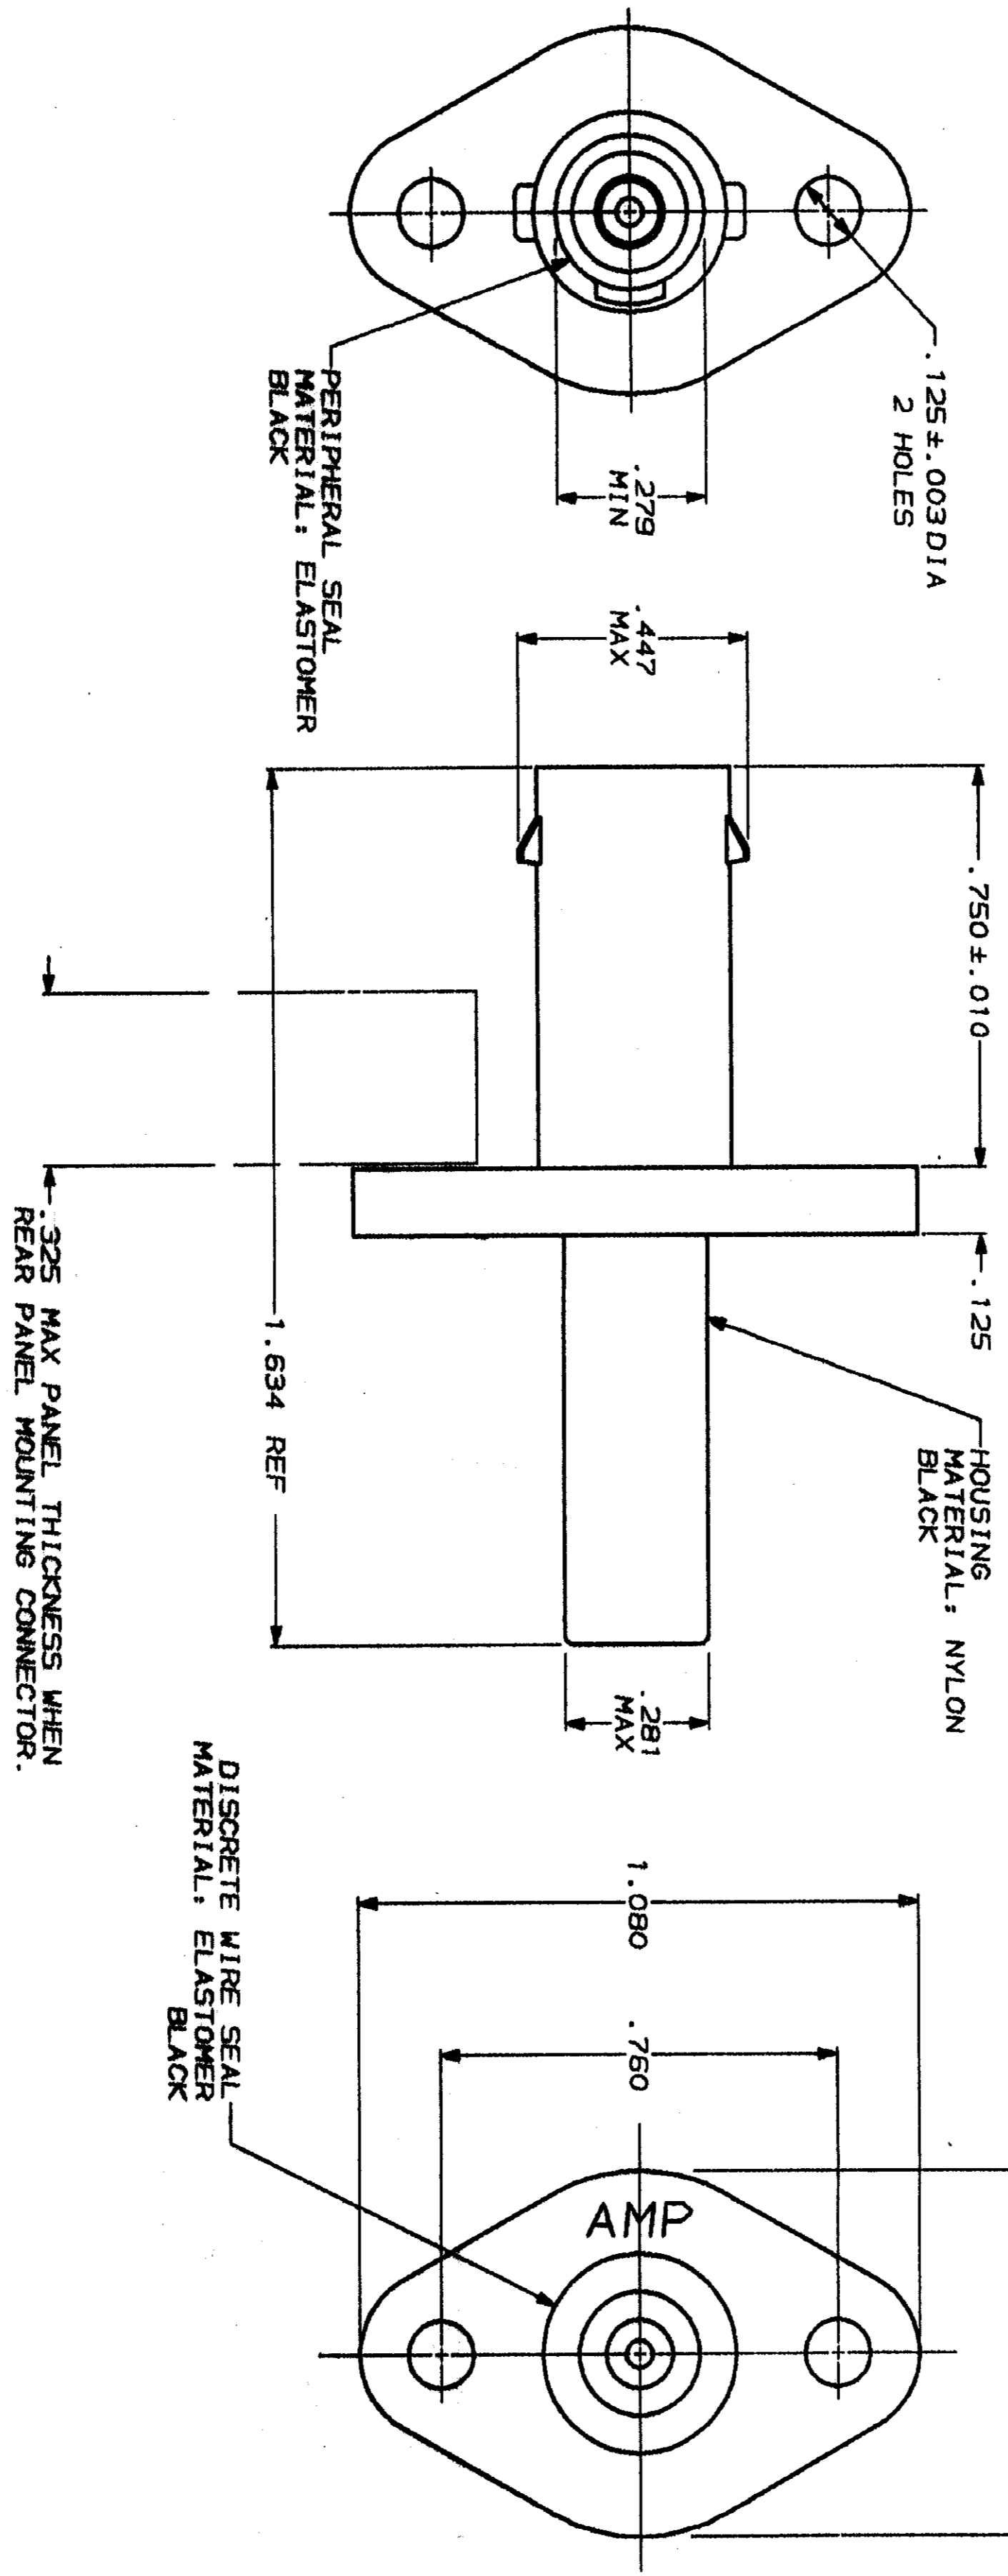 .125±.003DIA
2 HOLES
PERIPHERAL SEAL
MATERIAL: ELASTOMER
BLACK
.279
MIN
.447
MAX
.750±.010
.125
HOUSING
MATERIAL: NYLON
BLACK
1.634 REF
.325 MAX PANEL THICKNESS WHEN
REAR PANEL MOUNTING CONNECTOR.
.281
MAX
DISCRETE WIRE SEAL
MATERIAL: ELASTOMER
BLACK
1.080
.760
AMP